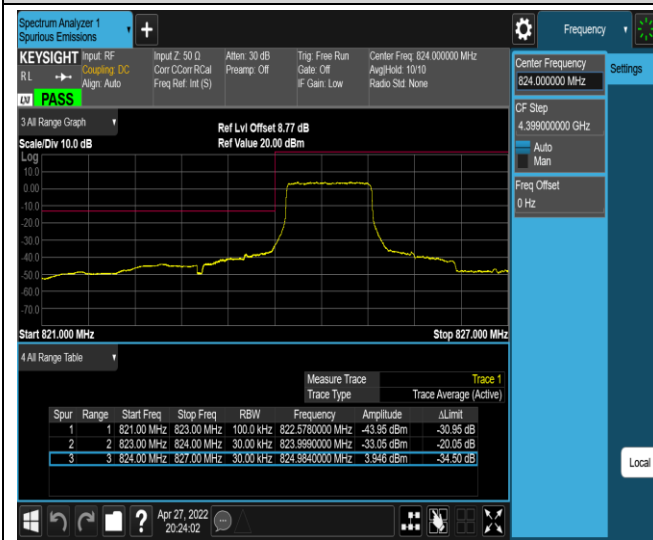 Spectrum Analyzer 1
Spurious Emissions
Frequency
KEYSIGHT
RL
LXI PASS
Input: RF
Coupling: DC
Align: Auto
Input Z: 50 Ω
Corr CCorr RCal
Freq Ref: Int (S)
Atten: 30 dB
Preamp: Off
Trig: Free Run
Gate: Off
IF Gain: Low
Center Freq: 824.000000 MHz
Avg|Hold: 10/10
Radio Std: None
Center Frequency
824.000000 MHz
Settings
CF Step
4.399000000 GHz
Auto
Man
Freq Offset
0 Hz
3 All Range Graph
Scale/Div 10.0 dB
Ref Lvl Offset 8.77 dB
Ref Value 20.00 dBm
Log
10.0
0.00
-10.0
-20.0
-30.0
-40.0
-50.0
-60.0
-70.0
Start 821.000 MHz
Stop 827.000 MHz
4 All Range Table
Measure Trace Trace 1
Trace Type Trace Average (Active)
Spur Range Start Freq Stop Freq RBW Frequency Amplitude ΔLimit
1 1 821.00 MHz 823.00 MHz 100.0 kHz 822.5780000 MHz -43.95 dBm -30.95 dB
2 2 823.00 MHz 824.00 MHz 30.00 kHz 823.9990000 MHz -33.05 dBm -20.05 dB
3 3 824.00 MHz 827.00 MHz 30.00 kHz 824.9840000 MHz 3.946 dBm -34.50 dB
Local
Apr 27, 2022
20:24:02